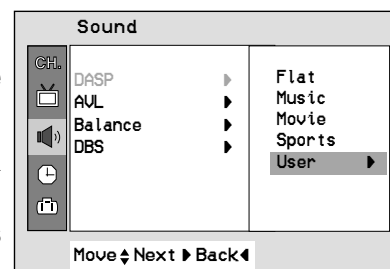 Sound
CH.
DASP
AVL
Balance
DBS
Flat
Music
Movie
Sports
User
Move Next Back